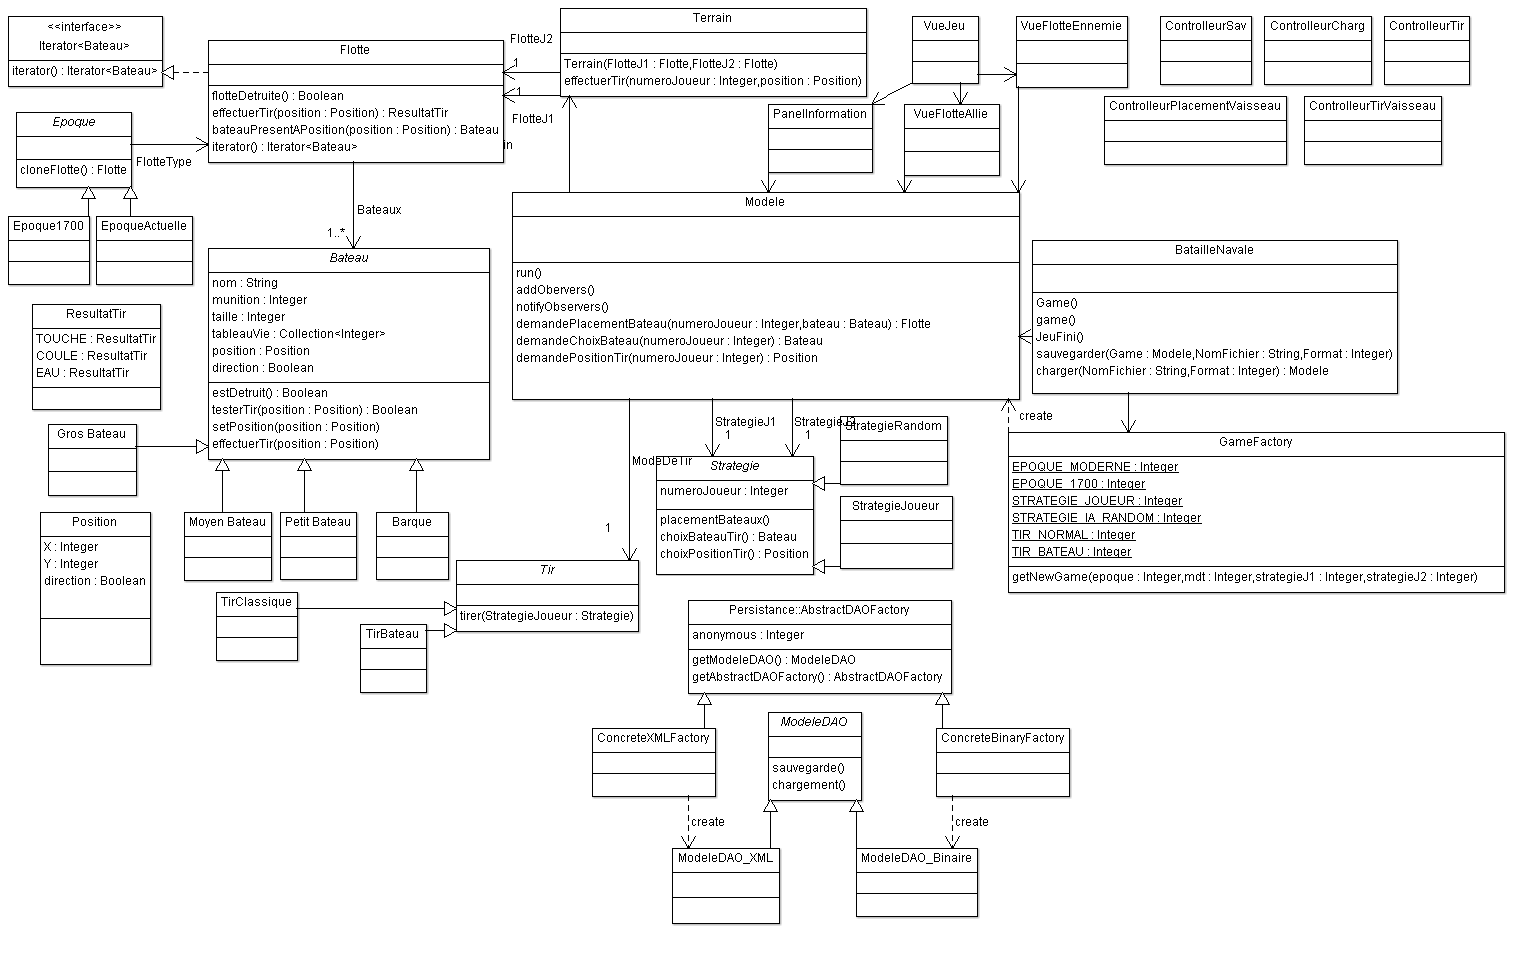 <<interface>>
Iterator<Bateau>
iterator() : Iterator<Bateau>
Flotte
flotteDetruite() : Boolean
effectuerTir(position : Position) : ResultatTir
bateauPresentAPosition(position : Position) : Bateau
iterator() : Iterator<Bateau>
FlotteJ2
1
1
FlotteJ1
in
Terrain
Terrain(FlotteJ1 : Flotte,FlotteJ2 : Flotte)
effectuerTir(numeroJoueur : Integer,position : Position)
VueJeu
VueFlotteEnnemie
ControlleurSav
ControlleurCharg
ControlleurTir
PanelInformation
VueFlotteAllie
ControlleurPlacementVaisseau
ControlleurTirVaisseau
Epoque
cloneFlotte() : Flotte
FlotteType
Epoque1700
EpoqueActuelle
Bateaux
1..*
Bateau
nom : String
munition : Integer
taille : Integer
tableauVie : Collection<Integer>
position : Position
direction : Boolean
estDetruit() : Boolean
testerTir(position : Position) : Boolean
setPosition(position : Position)
effectuerTir(position : Position)
Modele
run()
addObervers()
notifyObservers()
demandePlacementBateau(numeroJoueur : Integer,bateau : Bateau) : Flotte
demandeChoixBateau(numeroJoueur : Integer) : Bateau
demandePositionTir(numeroJoueur : Integer) : Position
BatailleNavale
Game()
game()
JeuFini()
sauvegarder(Game : Modele,NomFichier : String,Format : Integer)
charger(NomFichier : String,Format : Integer) : Modele
ResultatTir
TOUCHE : ResultatTir
COULE : ResultatTir
EAU : ResultatTir
Gros Bateau
Moyen Bateau
Petit Bateau
Barque
Position
X : Integer
Y : Integer
direction : Boolean
StrategieJ1
1
StrategieJ2
1
StrategieRandom
ModeDeTir
1
Strategie
numeroJoueur : Integer
placementBateaux()
choixBateauTir() : Bateau
choixPositionTir() : Position
StrategieJoueur
create
GameFactory
EPOQUE_MODERNE : Integer
EPOQUE_1700 : Integer
STRATEGIE_JOUEUR : Integer
STRATEGIE_IA_RANDOM : Integer
TIR_NORMAL : Integer
TIR_BATEAU : Integer
getNewGame(epoque : Integer,mdt : Integer,strategieJ1 : Integer,strategieJ2 : Integer)
Tir
tirer(StrategieJoueur : Strategie)
TirClassique
TirBateau
Persistance::AbstractDAOFactory
anonymous : Integer
getModeleDAO() : ModeleDAO
getAbstractDAOFactory() : AbstractDAOFactory
ConcreteXMLFactory
ModeleDAO
sauvegarde()
chargement()
ConcreteBinaryFactory
create
create
ModeleDAO_XML
ModeleDAO_Binaire